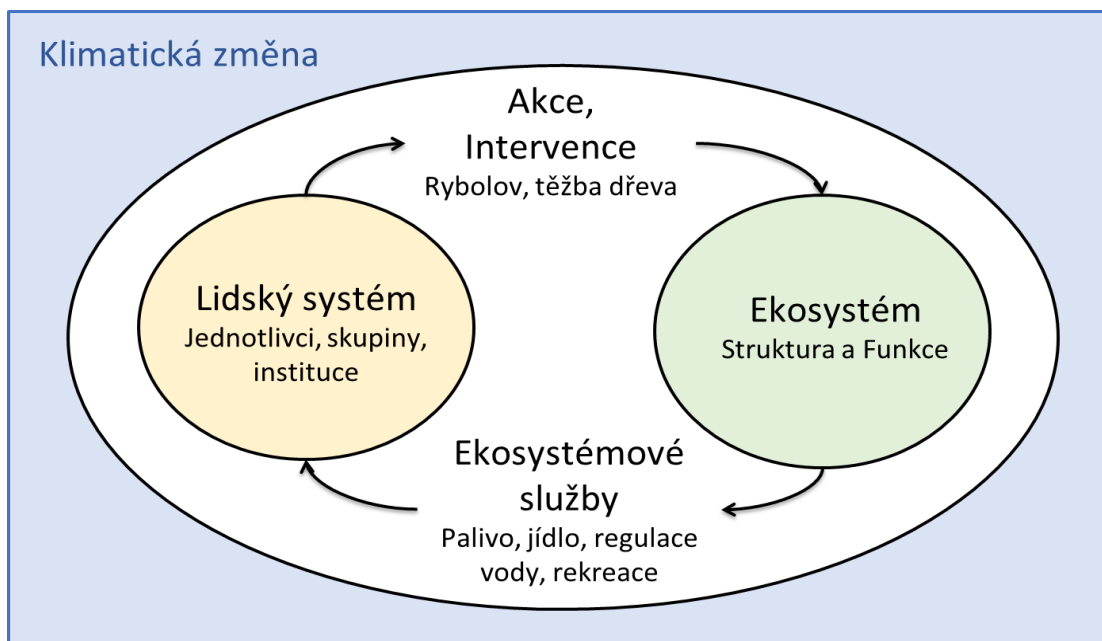 Klimatická změna
Akce,
Intervence
Rybolov, těžba dřeva
Lidský systém
Jednotlivci, skupiny,
instituce
Ekosystém
Struktura a Funkce
Ekosystémové
služby
Palivo, jídlo, regulace
vody, rekreace